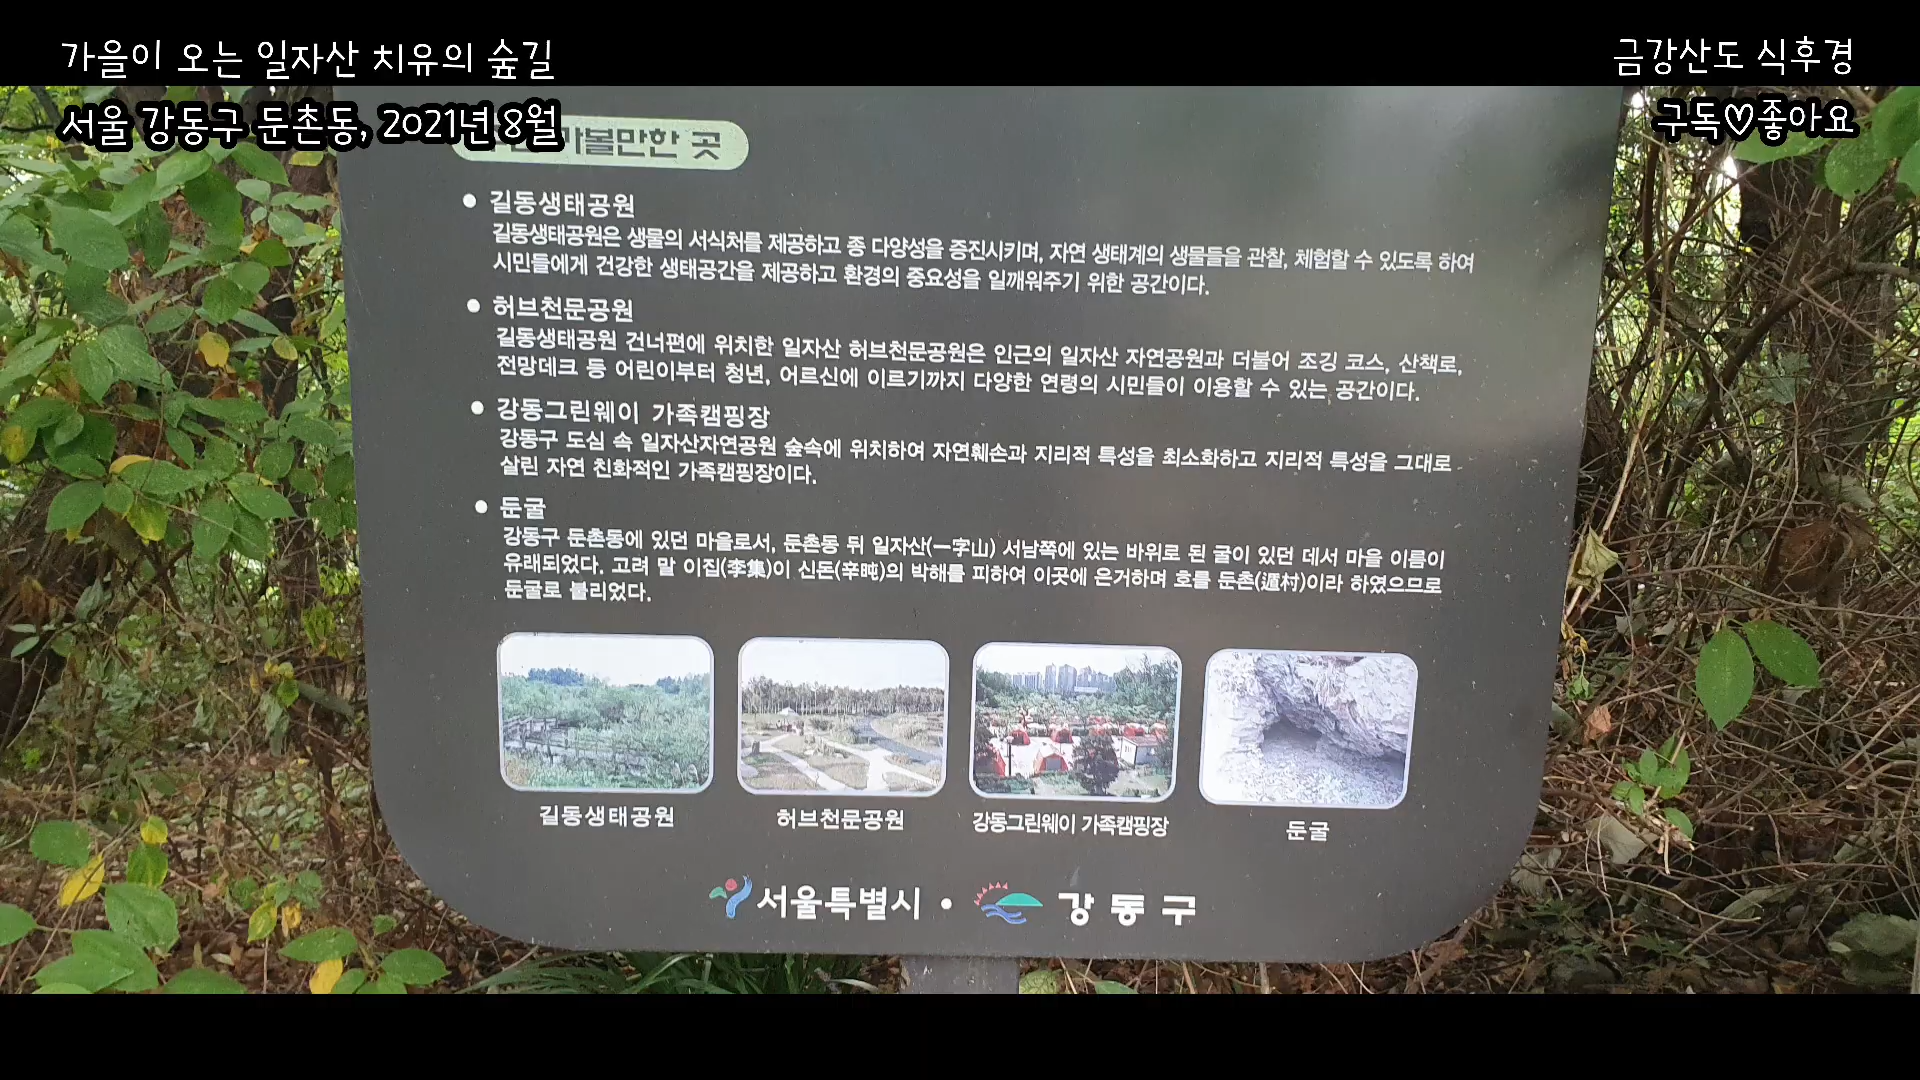 가을이 오는 일자산 치유의 숲길
금강산도 식후경
서울 강동구 둔촌동, 2021년 8월
구독♡좋아요
가볼만한 곳
● 길동생태공원
길동생태공원은 생물의 서식처를 제공하고 종 다양성을 증진시키며, 자연 생태계의 생물들을 관찰, 체험할 수 있도록 하여
시민들에게 건강한 생태공간을 제공하고 환경의 중요성을 일깨워주기 위한 공간이다.
● 허브천문공원
길동생태공원 건너편에 위치한 일자산 허브천문공원은 인근의 일자산 자연공원과 더불어 조깅 코스, 산책로,
전망데크 등 어린이부터 청년, 어르신에 이르기까지 다양한 연령의 시민들이 이용할 수 있는 공간이다.
● 강동그린웨이 가족캠핑장
강동구 도심 속 일자산자연공원 숲속에 위치하여 자연훼손과 지리적 특성을 최소화하고 지리적 특성을 그대로
살린 자연 친화적인 가족캠핑장이다.
● 둔굴
강동구 둔촌동에 있던 마을로서, 둔촌동 뒤 일자산(一字山) 서남쪽에 있는 바위로 된 굴이 있던 데서 마을 이름이
유래되었다. 고려 말 이집(李集)이 신돈(辛旽)의 박해를 피하여 이곳에 은거하며 호를 둔촌(遁村)이라 하였으므로
둔굴로 불리었다.
길동생태공원
허브천문공원
강동그린웨이 가족캠핑장
둔굴
서울특별시 • 강동구